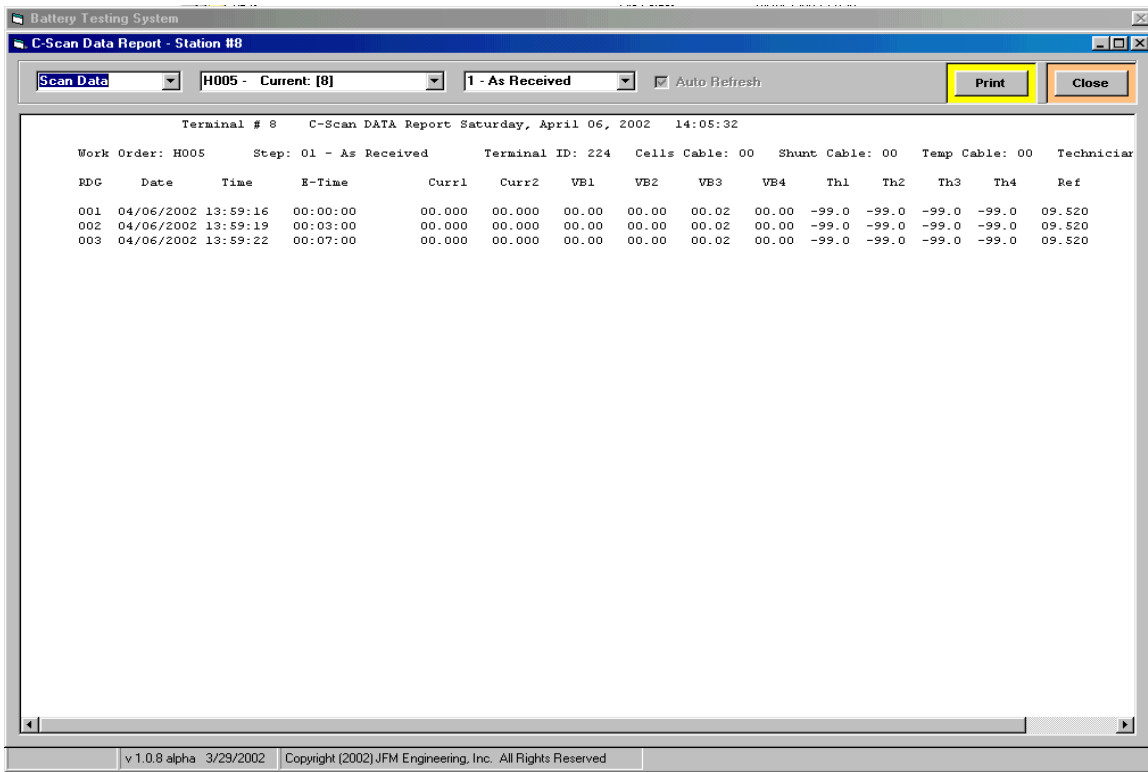 Battery Testing System
C-Scan Data Report - Station #8
Scan Data H005 - Current: [8] 1 - As Received Auto Refresh Print Close
Terminal # 8 C-Scan DATA Report Saturday, April 06, 2002 14:05:32
Work Order: H005 Step: 01 - As Received Terminal ID: 224 Cells Cable: 00 Shunt Cable: 00 Temp Cable: 00 Technician
RDG Date Time E-Time Curr1 Curr2 VB1 VB2 VB3 VB4 Th1 Th2 Th3 Th4 Ref
001 04/06/2002 13:59:16 00:00:00 00.000 00.000 00.00 00.00 00.02 00.00 -99.0 -99.0 -99.0 -99.0 09.520
002 04/06/2002 13:59:19 00:03:00 00.000 00.000 00.00 00.00 00.02 00.00 -99.0 -99.0 -99.0 -99.0 09.520
003 04/06/2002 13:59:22 00:07:00 00.000 00.000 00.00 00.00 00.02 00.00 -99.0 -99.0 -99.0 -99.0 09.520
v 1.0.8 alpha 3/29/2002 Copyright (2002) JFM Engineering, Inc. All Rights Reserved